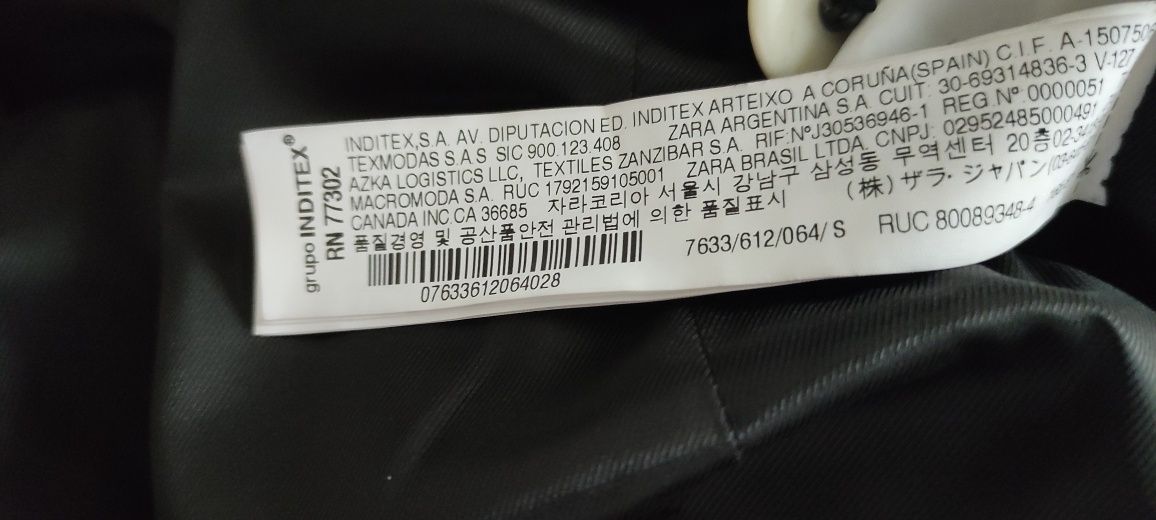 grupo INDITEX®
RN 77302
INDITEX,S.A. AV. DIPUTACION ED. INDITEX ARTEIXO A CORUÑA(SPAIN) C.I.F. A-1507505
TEXMODAS S.A.S SIC 900.123.408 ZARA ARGENTINA S.A. CUIT: 30-69314836-3 V-127
AZKA LOGISTICS LLC, TEXTILES ZANZIBAR S.A. RIF:NºJ30536946-1 REG.Nº:0000051
MACROMODA S.A. RUC 1792159105001 ZARA BRASIL LTDA. CNPJ: 02952485000491
CANADA INC.CA 36685 자라코리아 서울시 강남구 삼성동 무역센터 20층
품질경영 및 공산품안전 관리법에 의한 품질표시 (株) ザラ・ジャパン
07633612064028
7633/612/064/ S RUC 80089348-4